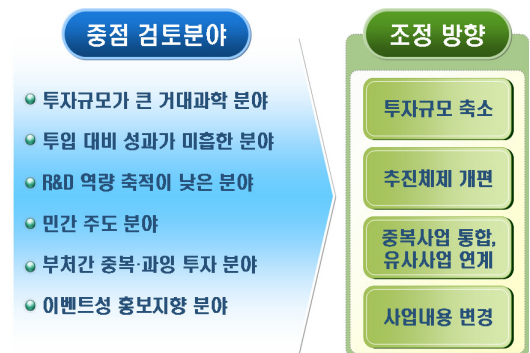 중점 검토분야
투자규모가 큰 거대과학 분야
투입 대비 성과가 미흡한 분야
R&D 역량 축적이 낮은 분야
민간 주도 분야
부처간 중복·과잉 투자 분야
이벤트성 홍보지향 분야
조정 방향
투자규모 축소
추진체제 개편
중복사업 통합,
유사사업 연계
사업내용 변경